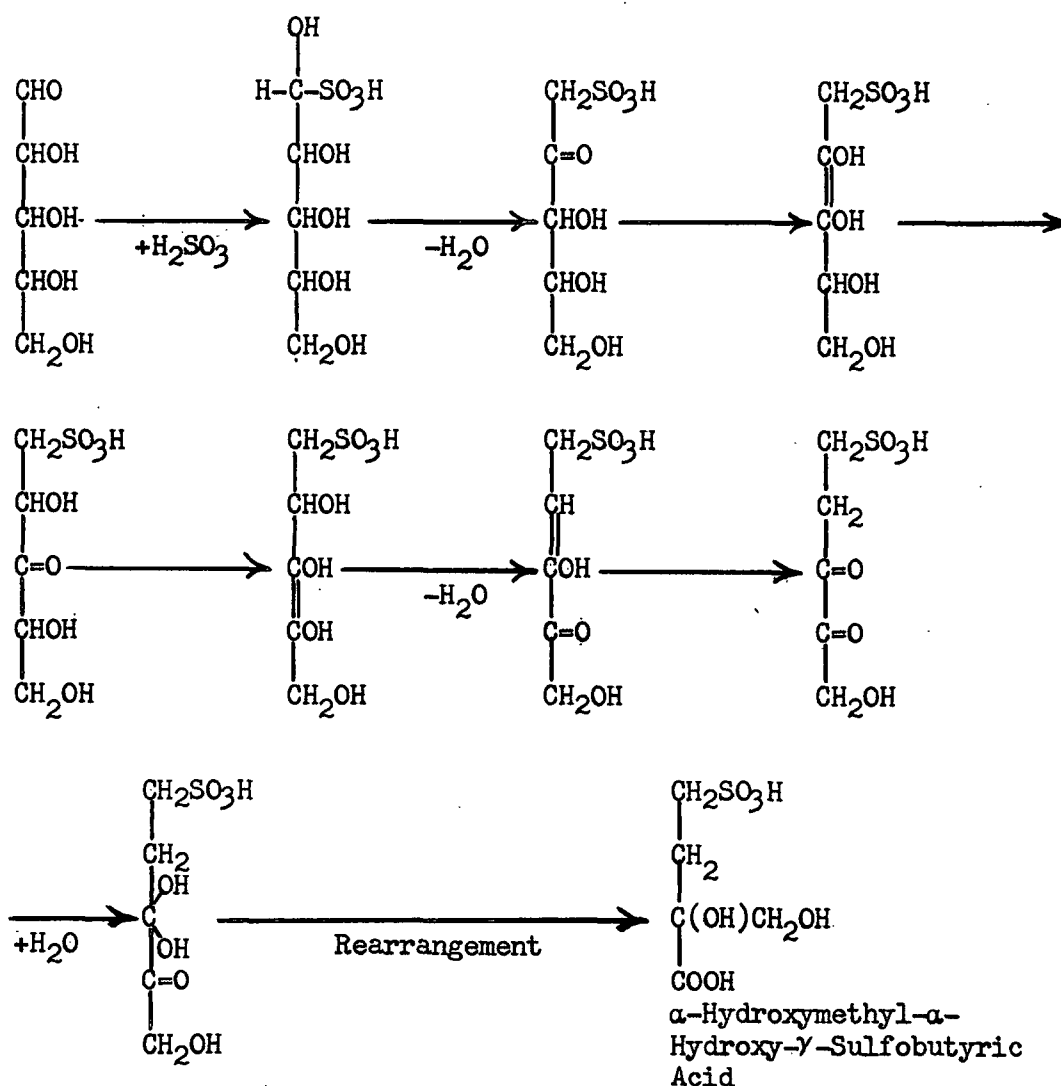 OH
CHO H-C-SO3H CH2SO3H CH2SO3H
CHOH CHOH C=O COH
CHOH CHOH CHOH COH
+H2SO3 -H2O
CHOH CHOH CHOH CHOH
CH2OH CH2OH CH2OH CH2OH
CH2SO3H CH2SO3H CH2SO3H CH2SO3H
CHOH CHOH CH CH2
C=O COH COH C=O
-H2O
CHOH COH C=O C=O
CH2OH CH2OH CH2OH CH2OH
CH2SO3H CH2SO3H
CH2 CH2
OH
C C(OH)CH2OH
+H2O OH Rearrangement
C=O COOH
CH2OH α-Hydroxymethyl-α-
Hydroxy-γ-Sulfobutyric
Acid